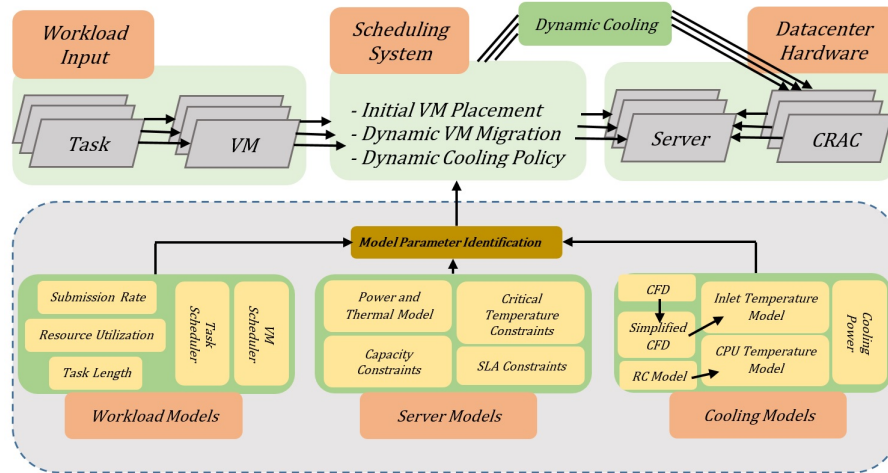 Workload
Input
Scheduling
System
Dynamic Cooling
Datacenter
Hardware
Task
VM
- Initial VM Placement
- Dynamic VM Migration
- Dynamic Cooling Policy
Server
CRAC
Model Parameter Identification
Submission Rate
Resource Utilization
Task Length
Task
Scheduler
VM
Scheduler
Workload Models
Power and
Thermal Model
Critical
Temperature
Constraints
Capacity
Constraints
SLA Constraints
Server Models
CFD
Simplified
CFD
RC Model
Inlet Temperature
Model
CPU Temperature
Model
Cooling
Power
Cooling Models